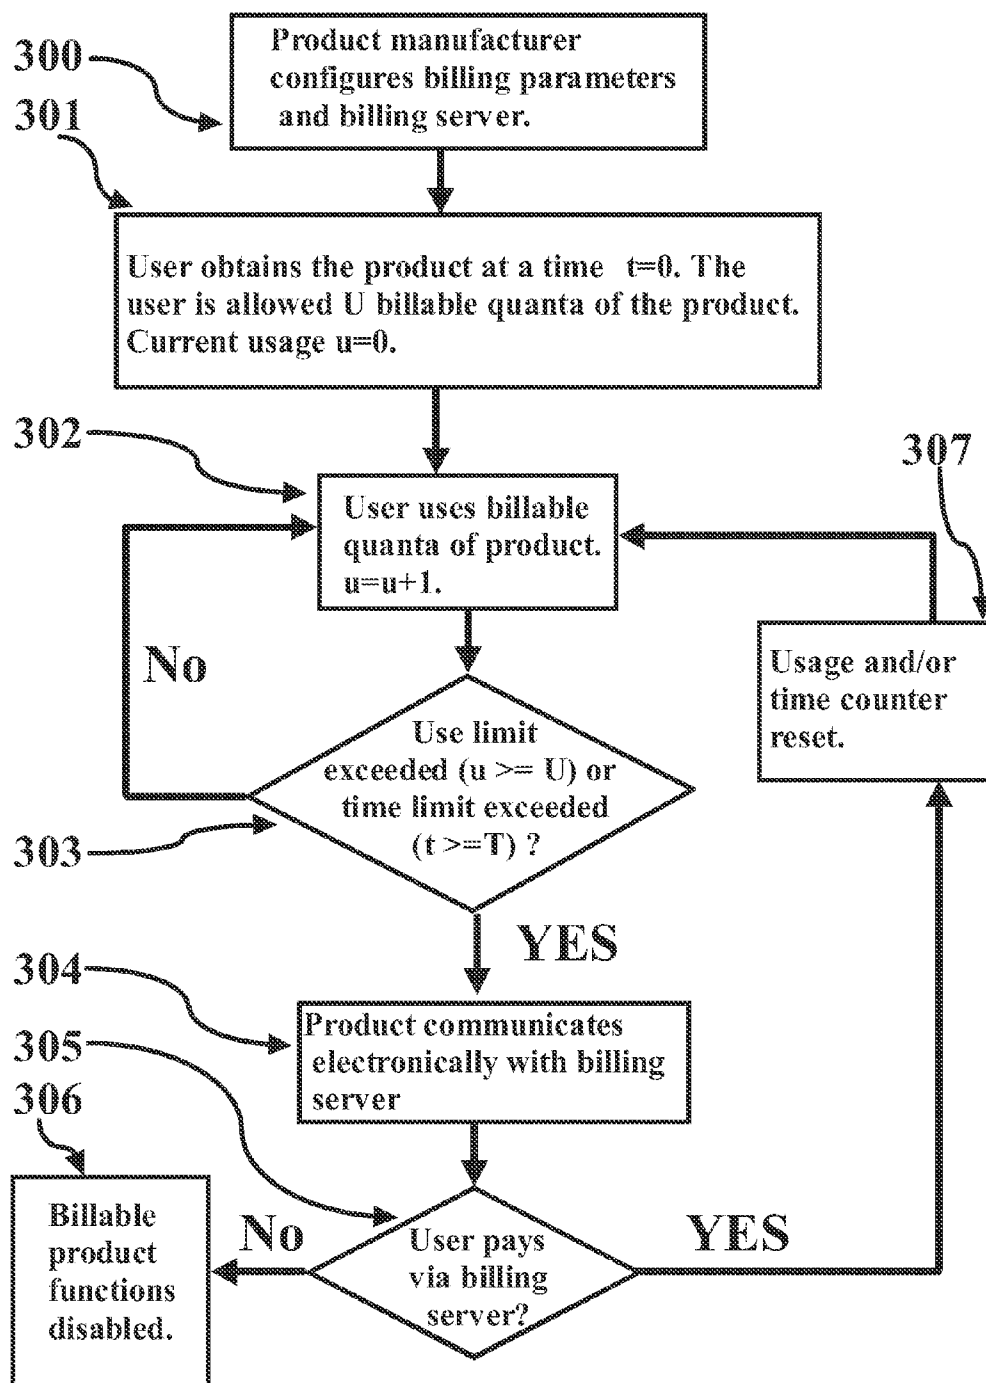 300
Product manufacturer
configures billing parameters
and billing server.
301
User obtains the product at a time t=0. The
user is allowed U billable quanta of the product.
Current usage u=0.
302
User uses billable
quanta of product.
u=u+1.
307
Usage and/or
time counter
reset.
No
Use limit
exceeded (u >= U) or
time limit exceeded
(t >=T) ?
303
YES
304
Product communicates
electronically with billing
server
305
306
Billable
product
functions
disabled.
No
User pays
via billing
server?
YES